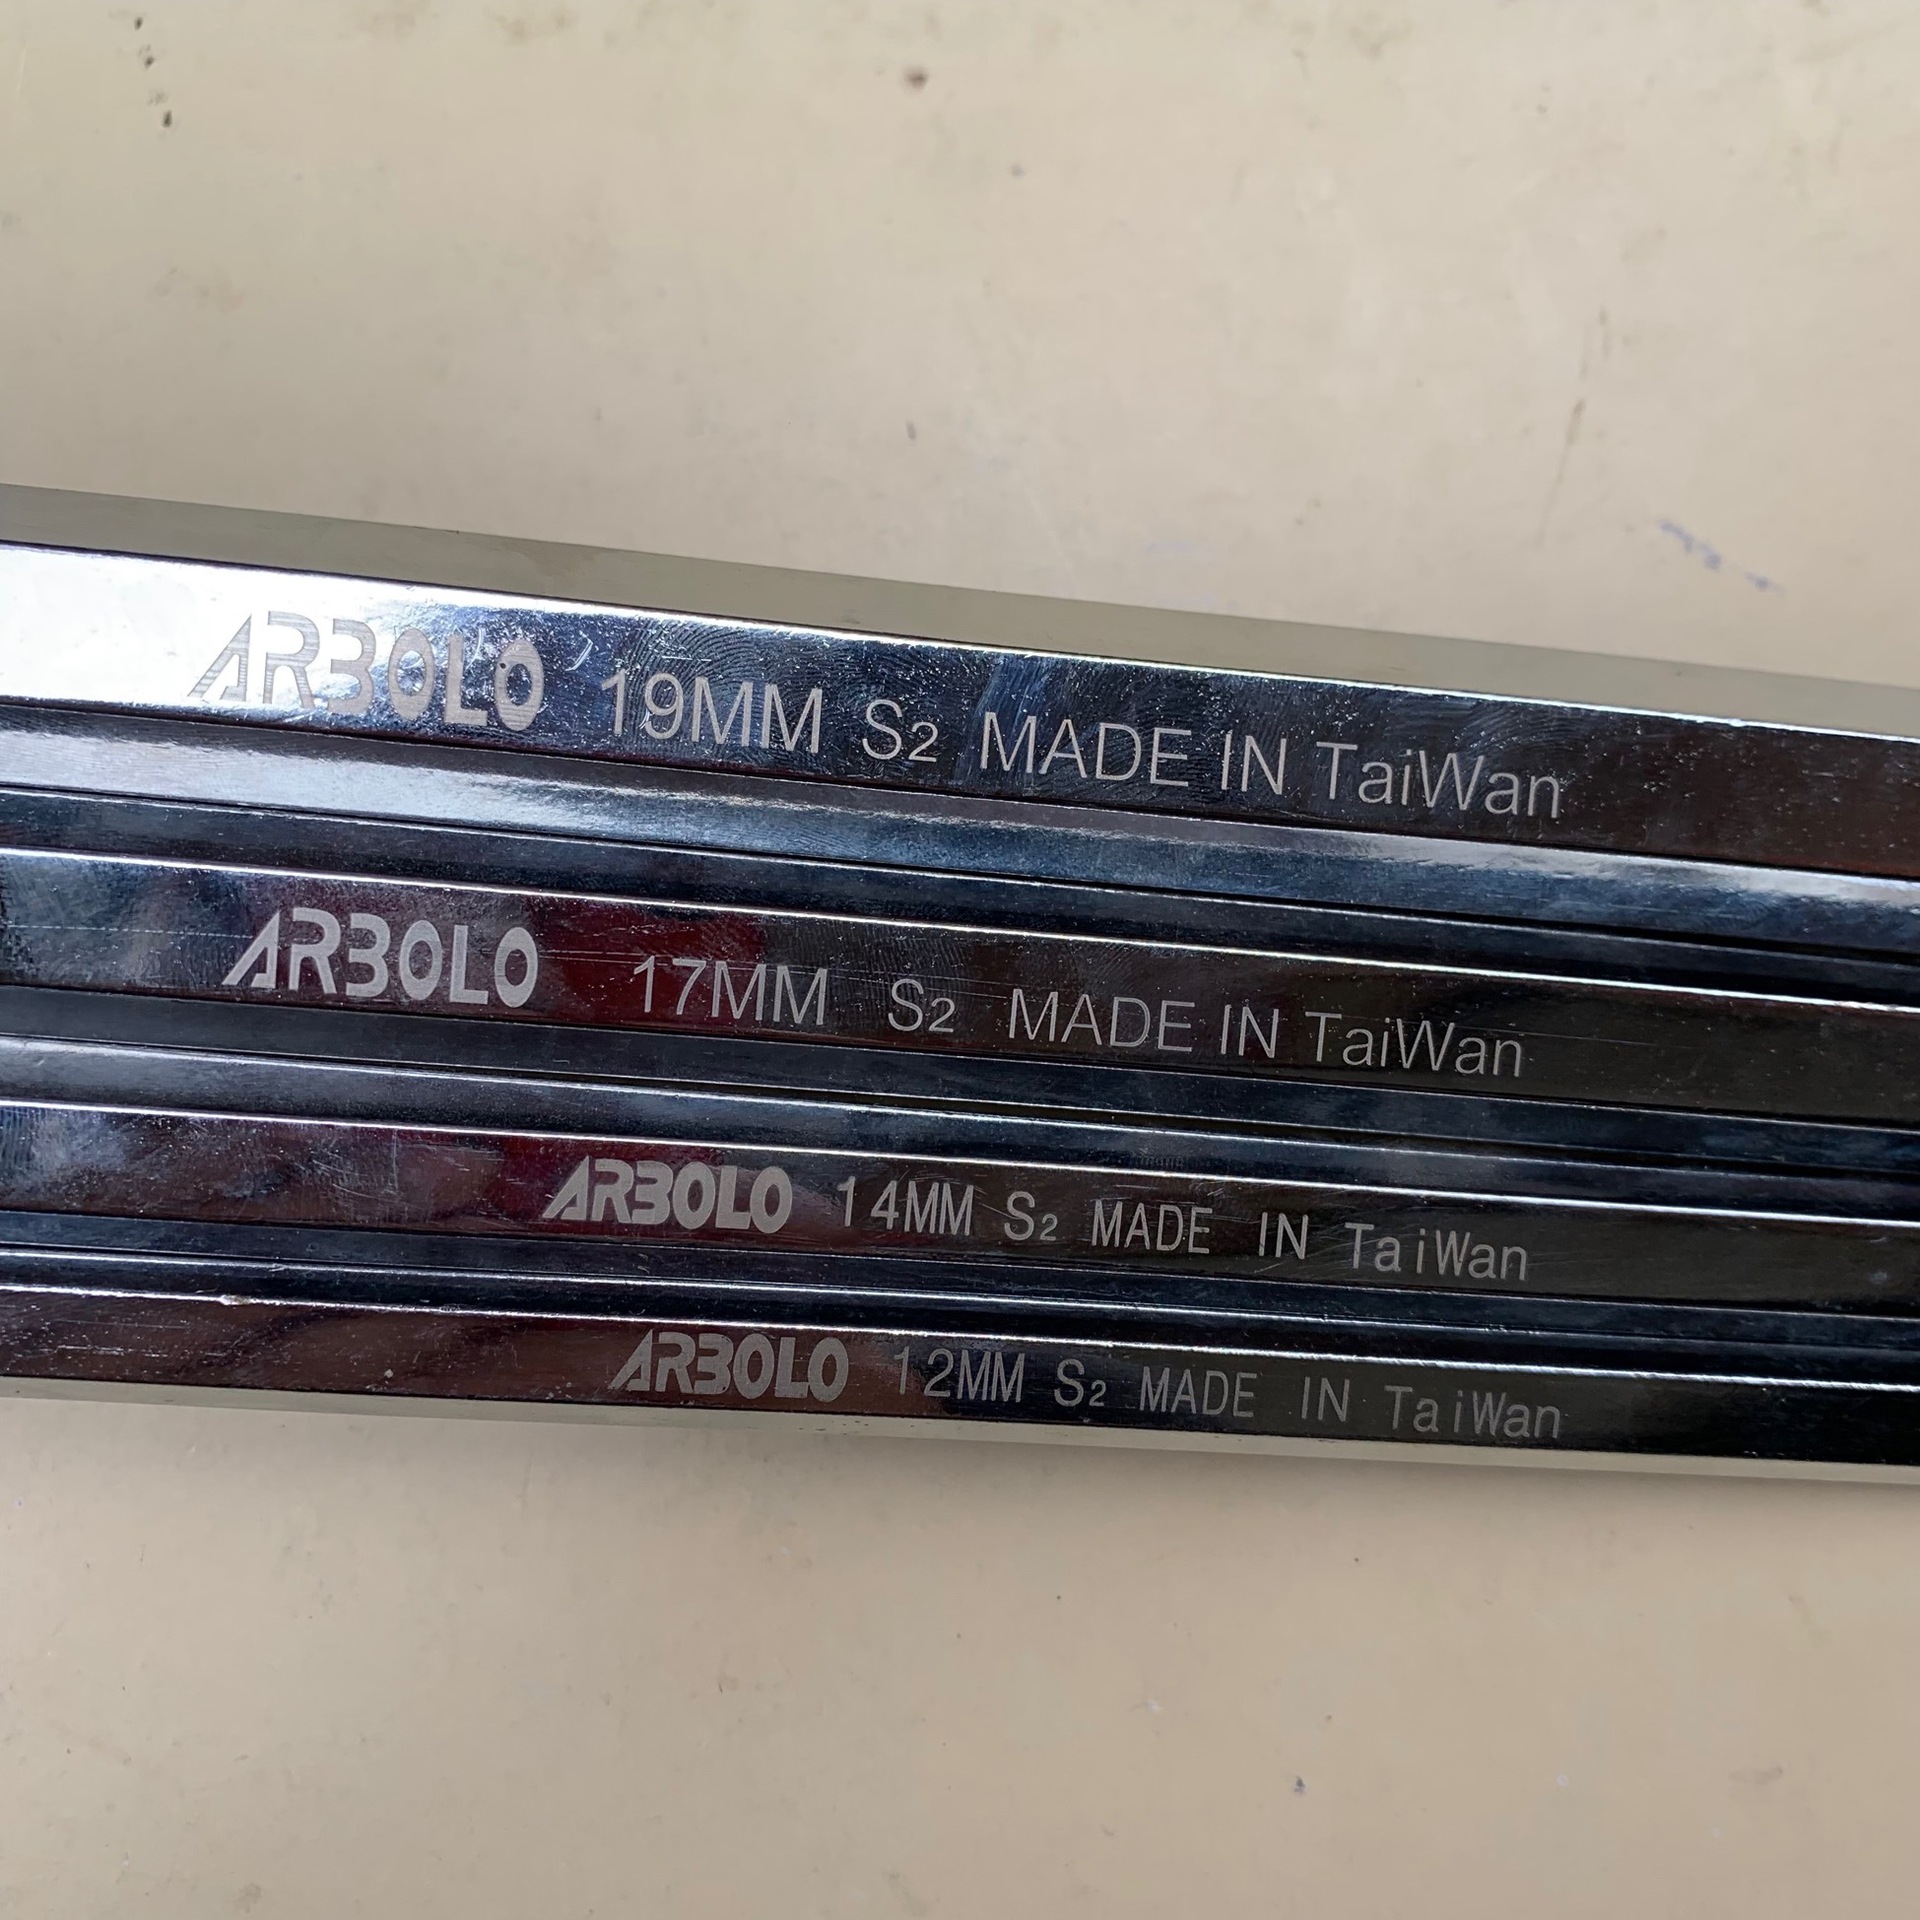 ARBOLO 19MM S2 MADE IN TaiWan
ARBOLO 17MM S2 MADE IN TaiWan
ARBOLO 14MM S2 MADE IN TaiWan
ARBOLO 12MM S2 MADE IN TaiWan